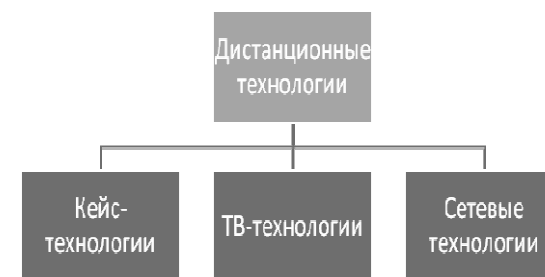 Дистанционные
технологии
Кейс-
технологии
ТВ-технологии
Сетевые
технологии